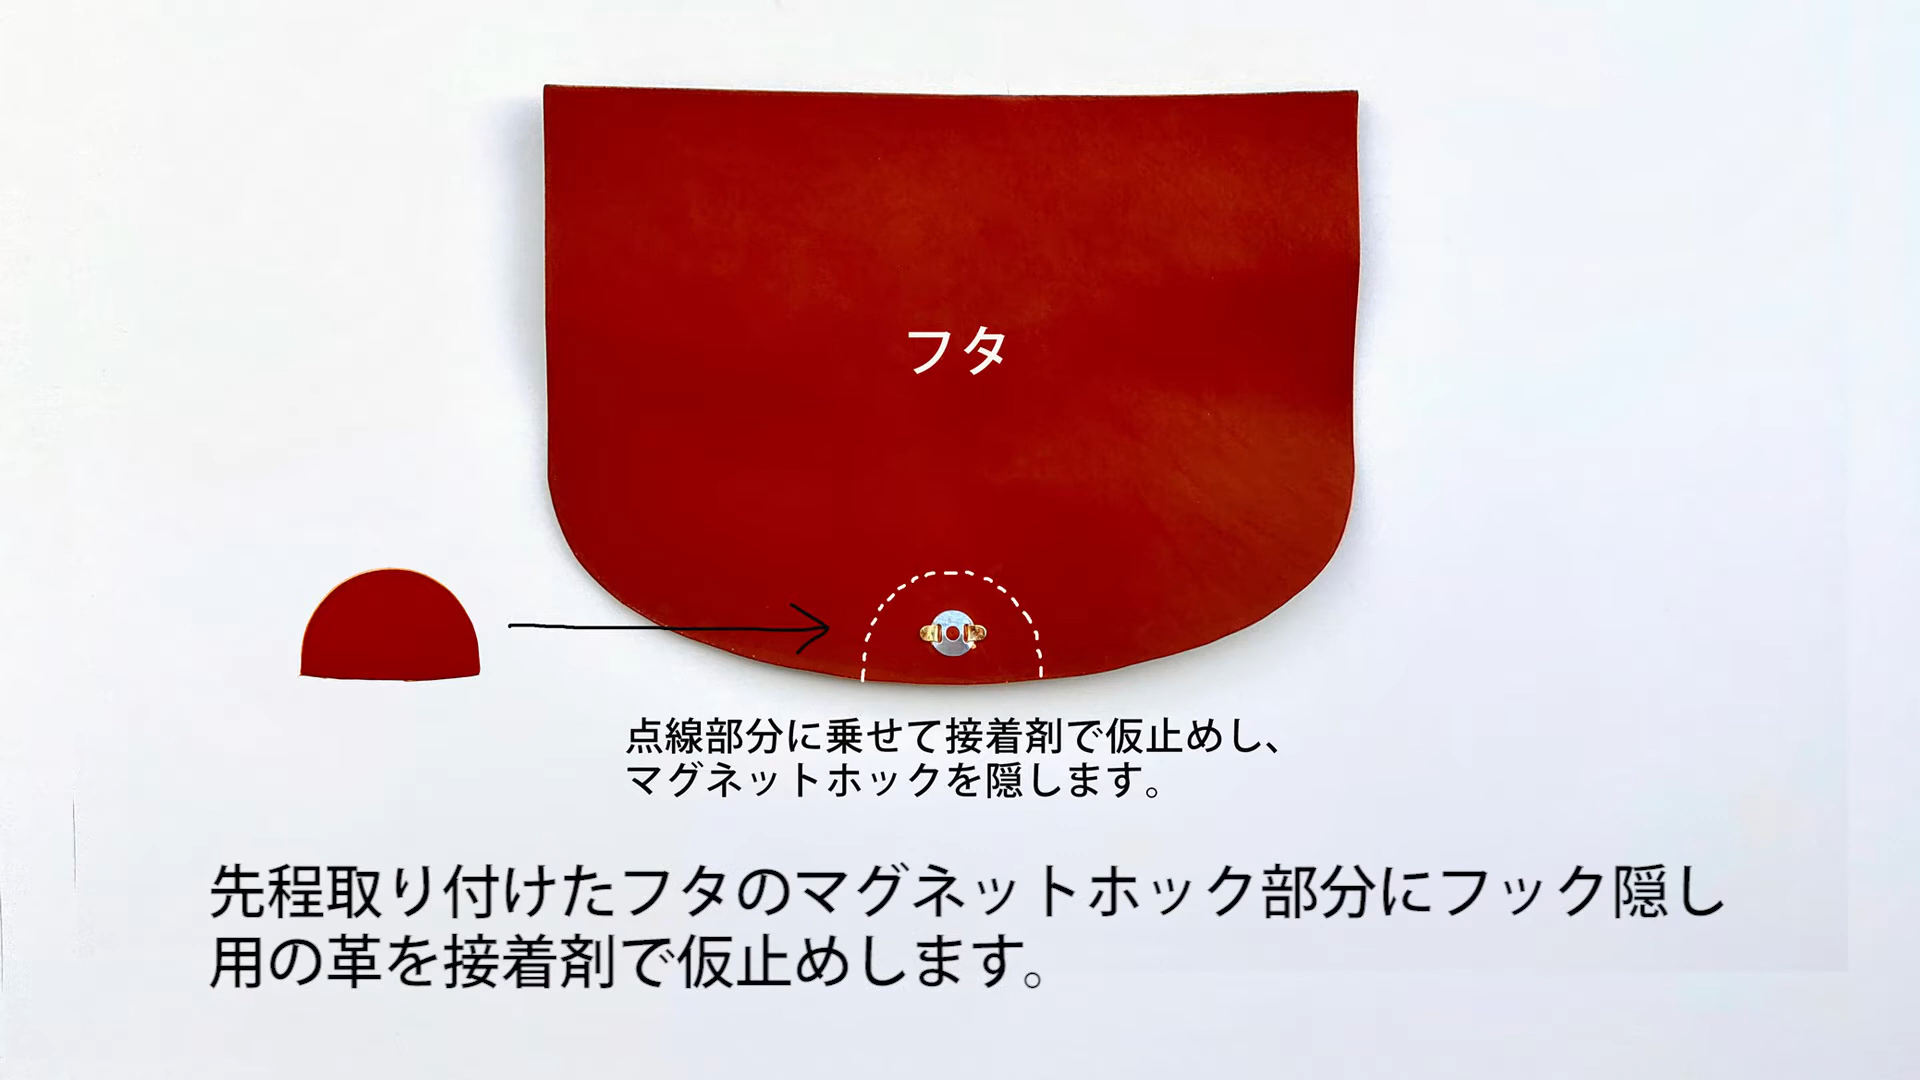 フタ
点線部分に乗せて接着剤で仮止めし、
マグネットホックを隠します。
先程取り付けたフタのマグネットホック部分にフック隠し
用の革を接着剤で仮止めします。